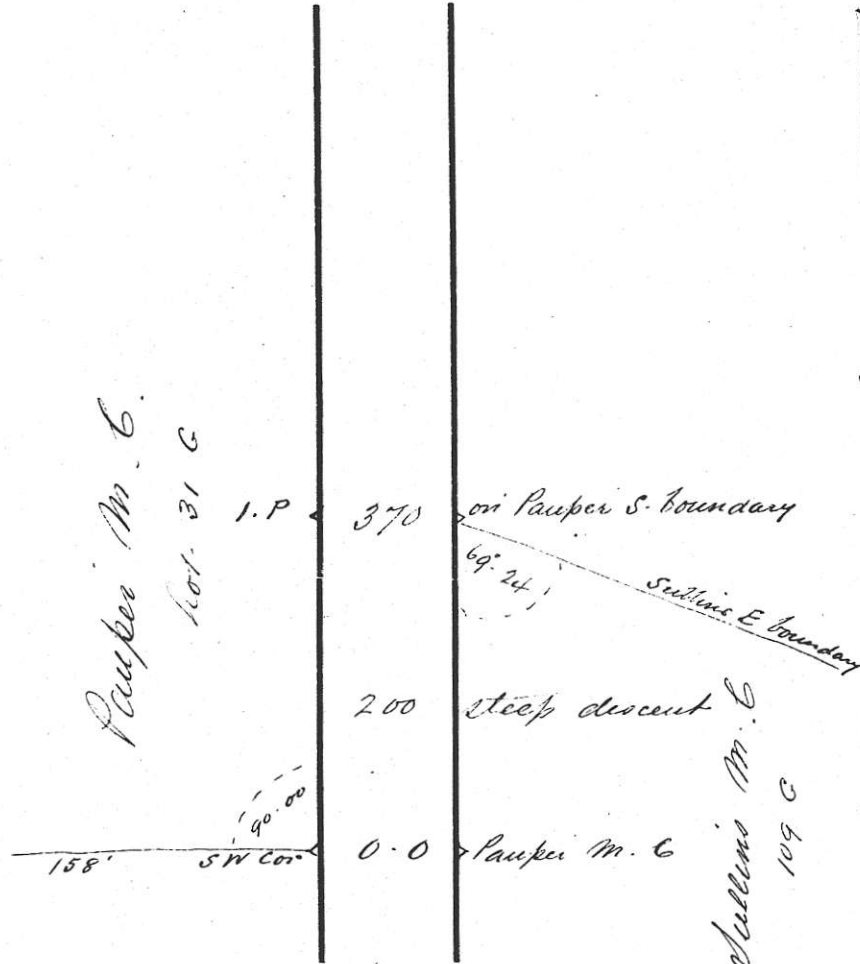 Pauper M. C.
Lot. 31 G
I.P 370 on Pauper S. boundary
69° 24
Sullins E boundary
200 steep descent
90.00
158' SW Cor. 0.0 Pauper M. C
Sullins M. C
109 G